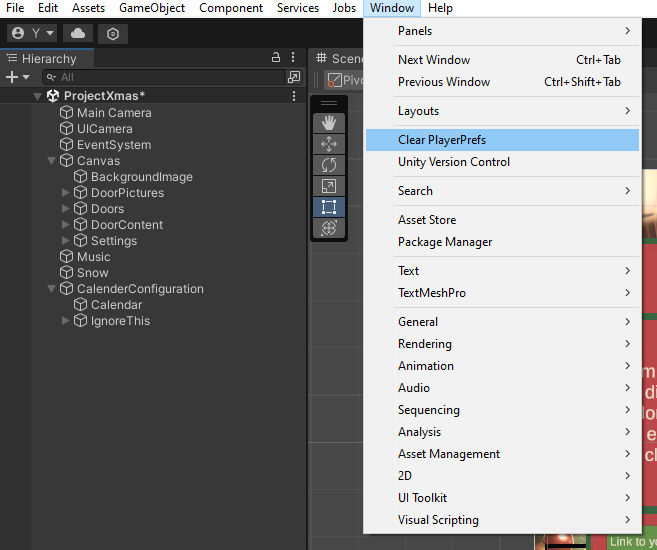 File Edit Assets GameObject Component Services Jobs Window Help
Y
Hierarchy
All
ProjectXmas*
Main Camera
UICamera
EventSystem
Canvas
BackgroundImage
DoorPictures
Doors
DoorContent
Settings
Music
Snow
CalenderConfiguration
Calendar
IgnoreThis
Scene
Pivo
Panels
Next Window Ctrl+Tab
Previous Window Ctrl+Shift+Tab
Layouts
Clear PlayerPrefs
Unity Version Control
Search
Asset Store
Package Manager
Text
TextMeshPro
General
Rendering
Animation
Audio
Sequencing
Analysis
Asset Management
2D
UI Toolkit
Visual Scripting
Link to yo